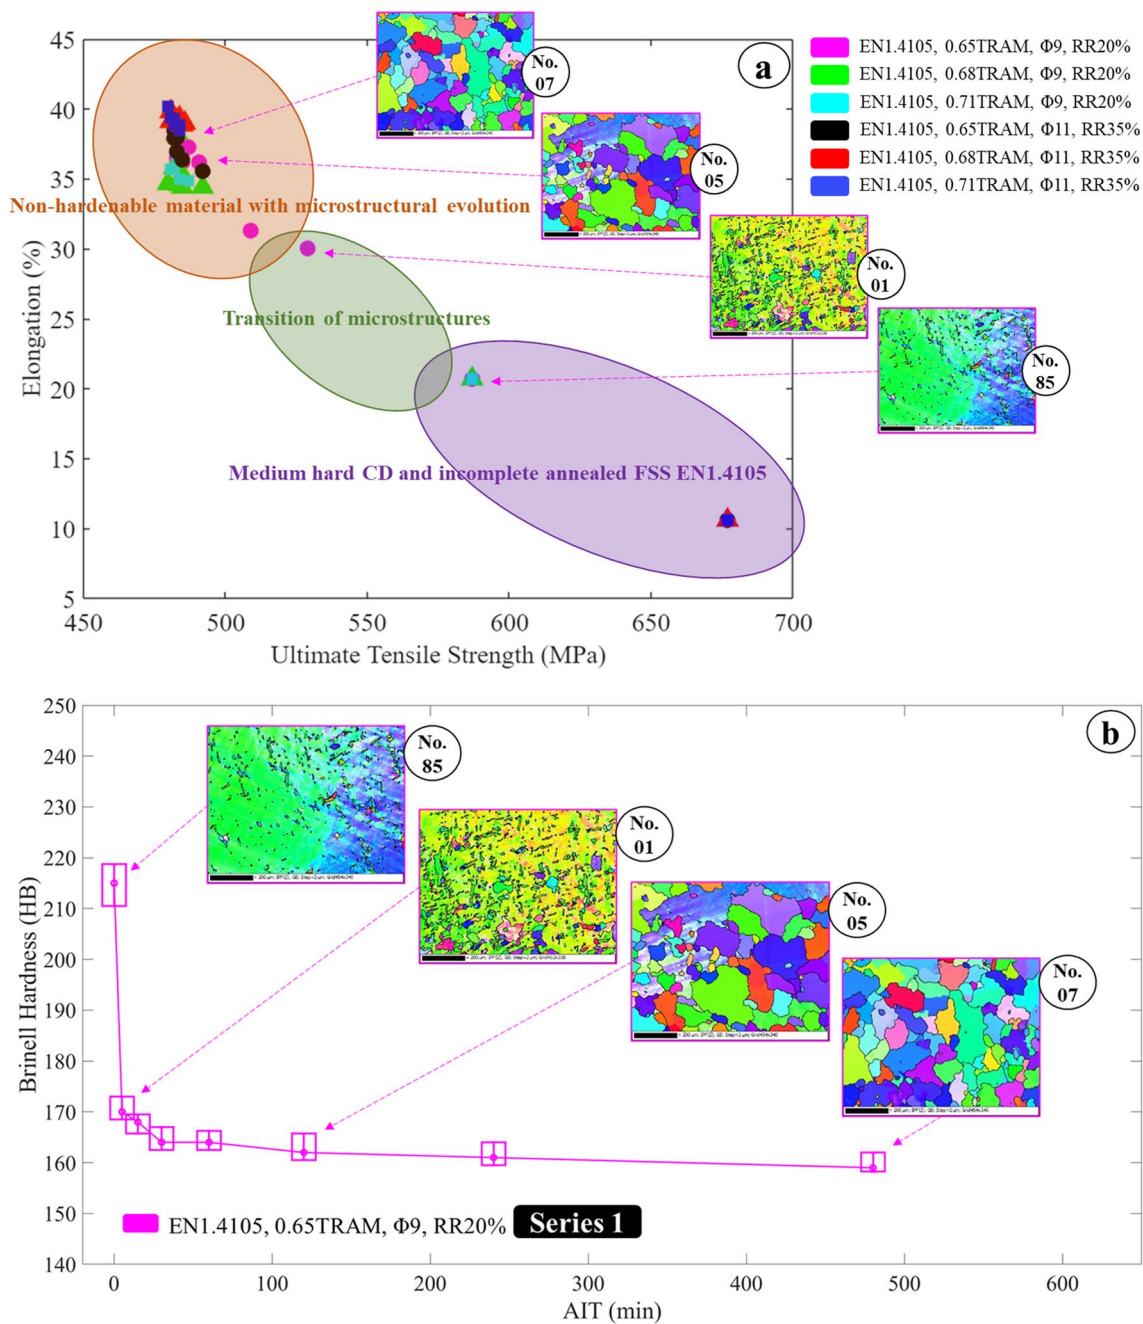 a
EN1.4105, 0.65TRAM, Φ9, RR20%
EN1.4105, 0.68TRAM, Φ9, RR20%
EN1.4105, 0.71TRAM, Φ9, RR20%
EN1.4105, 0.65TRAM, Φ11, RR35%
EN1.4105, 0.68TRAM, Φ11, RR35%
EN1.4105, 0.71TRAM, Φ11, RR35%
No.
07
No.
05
No.
01
No.
85
45
40
35
30
25
20
15
10
5
Elongation (%)
Non-hardenable material with microstructural evolution
Transition of microstructures
Medium hard CD and incomplete annealed FSS EN1.4105
450
500
550
600
650
700
Ultimate Tensile Strength (MPa)
b
250
240
230
220
210
200
190
180
170
160
150
140
Brinell Hardness (HB)
No.
85
No.
01
No.
05
No.
07
EN1.4105, 0.65TRAM, Φ9, RR20%
Series 1
0
100
200
300
400
500
600
AIT (min)